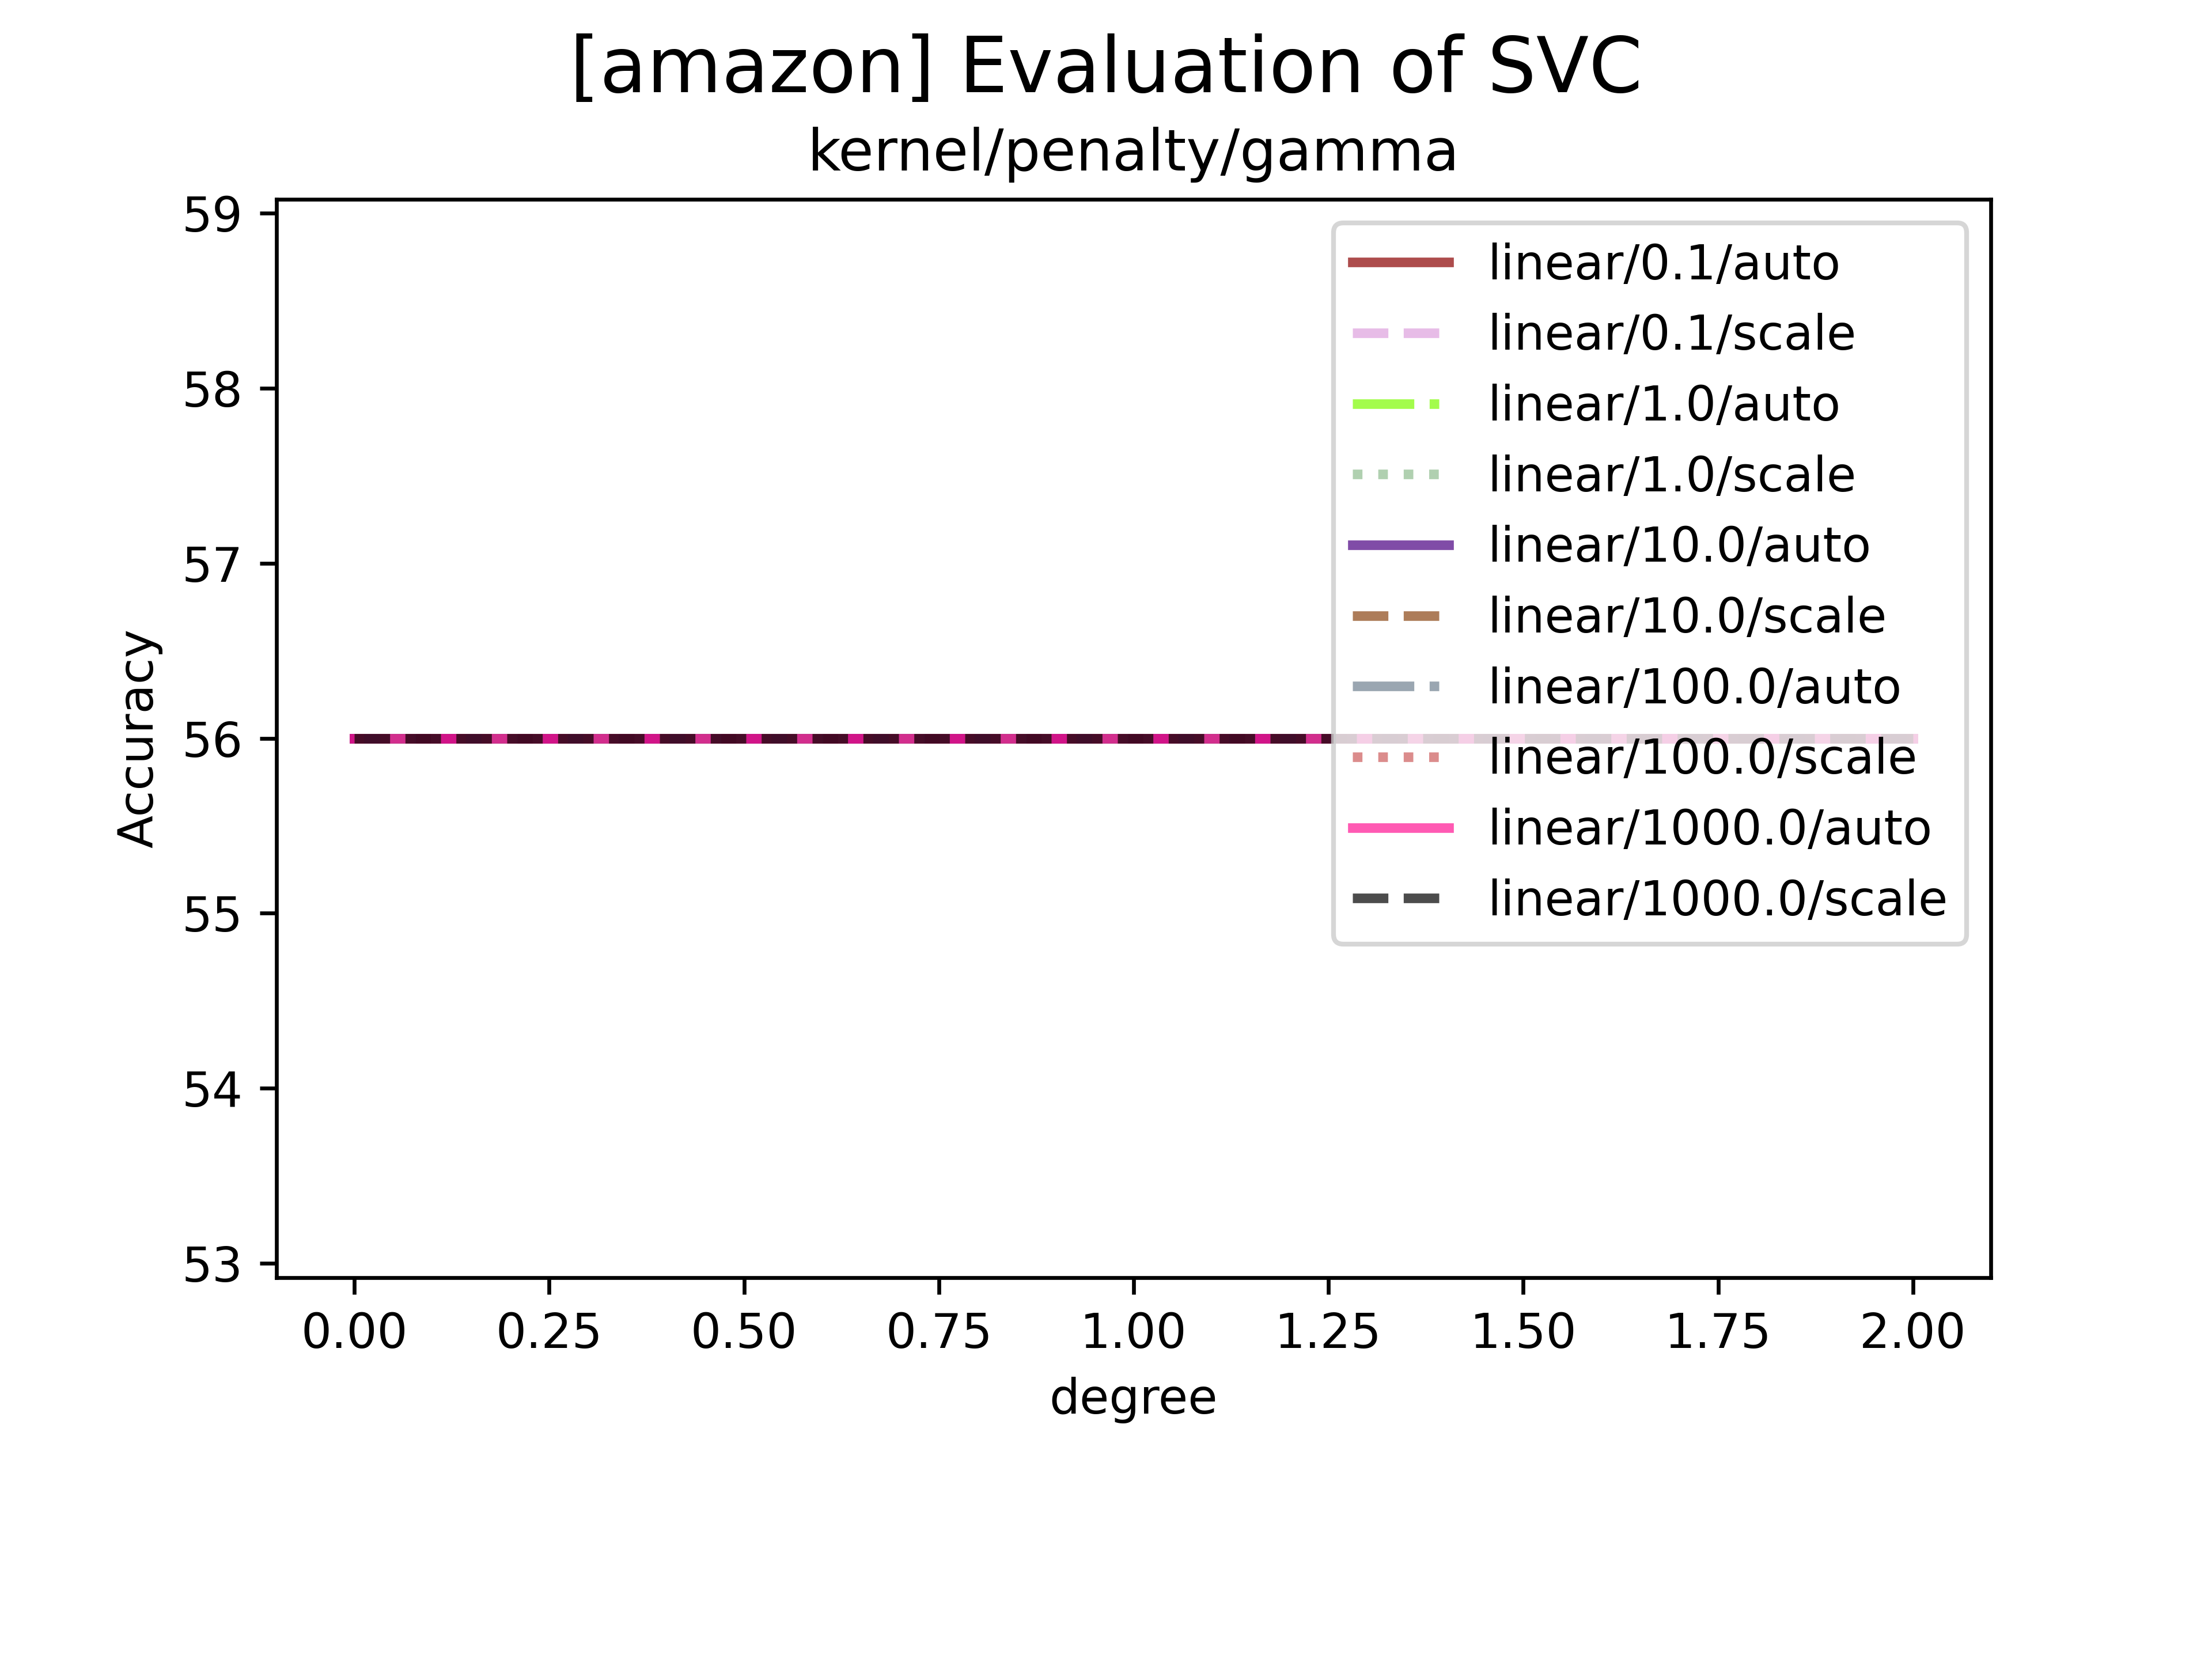 [amazon] Evaluation of SVC
kernel/penalty/gamma
59
58
57
56
55
54
53
Accuracy
linear/0.1/auto
linear/0.1/scale
linear/1.0/auto
linear/1.0/scale
linear/10.0/auto
linear/10.0/scale
linear/100.0/auto
linear/100.0/scale
linear/1000.0/auto
linear/1000.0/scale
0.00 0.25 0.50 0.75 1.00 1.25 1.50 1.75 2.00
degree